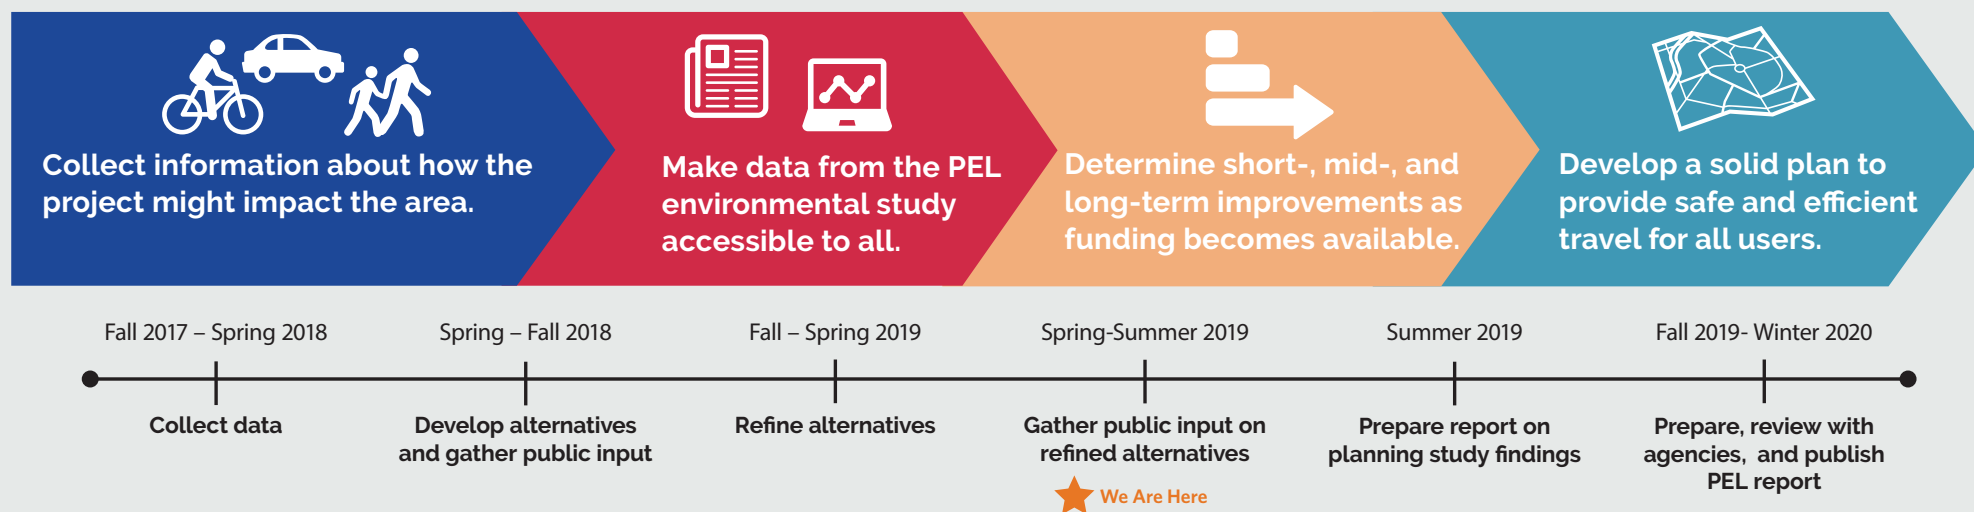 Collect information about how the
project might impact the area.
Make data from the PEL
environmental study
accessible to all.
Determine short-, mid-, and
long-term improvements as
funding becomes available.
Develop a solid plan to
provide safe and efficient
travel for all users.
Fall 2017 – Spring 2018
Spring – Fall 2018
Fall – Spring 2019
Spring-Summer 2019
Summer 2019
Fall 2019- Winter 2020
Collect data
Develop alternatives
and gather public input
Refine alternatives
Gather public input on
refined alternatives
We Are Here
Prepare report on
planning study findings
Prepare, review with
agencies, and publish
PEL report